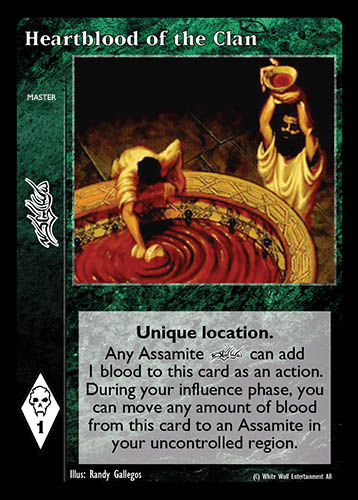 Heartblood of the Clan
MASTER
Unique location.
Any Assamite can add
1 blood to this card as an action.
During your influence phase, you
can move any amount of blood
from this card to an Assamite in
your uncontrolled region.
1
Illus: Randy Gallegos
(C) White Wolf Entertainment AB